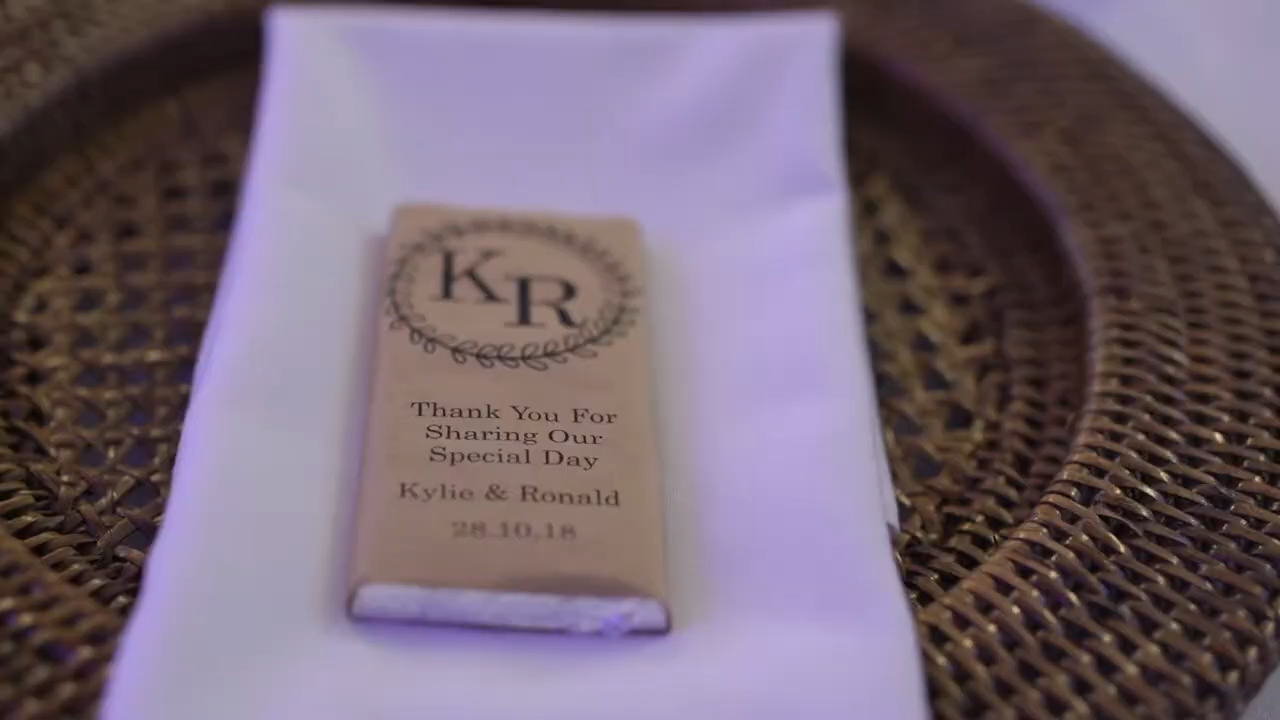 KR
Thank You For
Sharing Our
Special Day
Kylie & Ronald
28.10.18